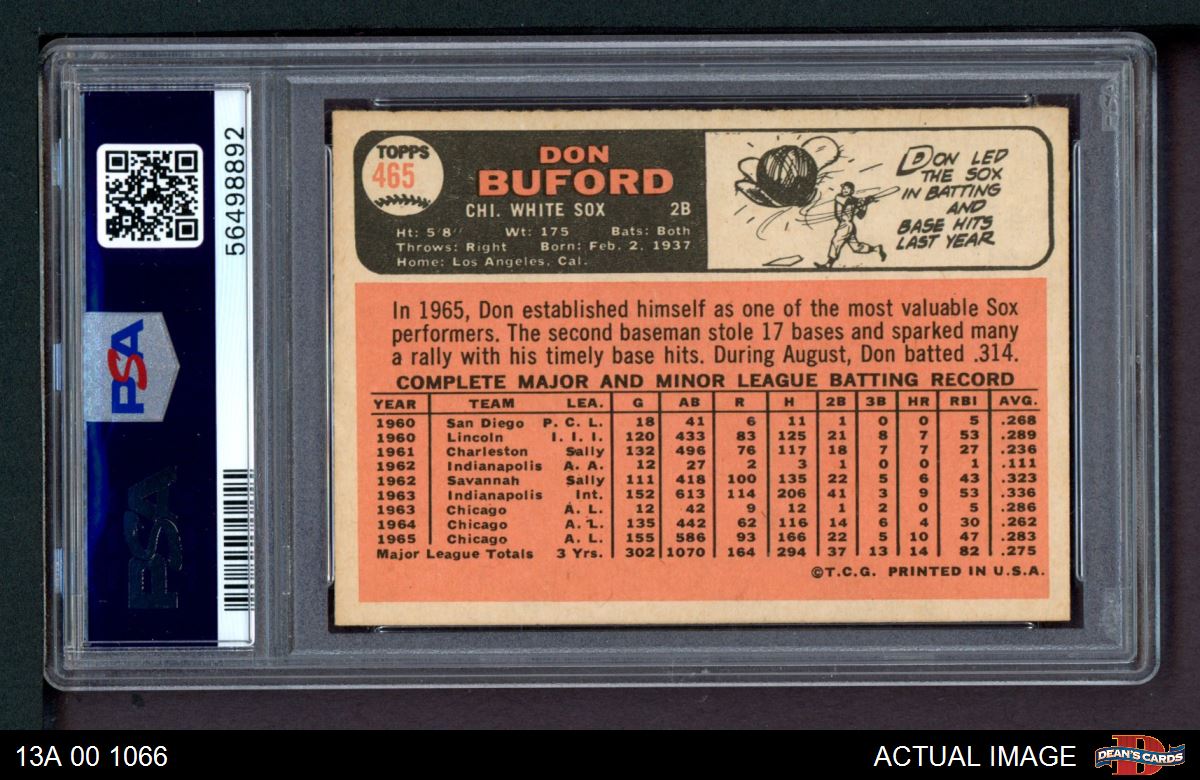 56498892
PSA
PSA
PSA
TOPPS
465
DON
BUFORD
CHI. WHITE SOX 2B
Ht: 5'8" Wt: 175 Bats: Both
Throws: Right Born: Feb. 2, 1937
Home: Los Angeles, Cal.
DON LED
THE SOX
IN BATTING
AND
BASE HITS
LAST YEAR
In 1965, Don established himself as one of the most valuable Sox
performers. The second baseman stole 17 bases and sparked many
a rally with his timely base hits. During August, Don batted .314.
COMPLETE MAJOR AND MINOR LEAGUE BATTING RECORD
YEAR TEAM LEA. G AB R H 2B 3B HR RBI AVG.
1960 San Diego P. C. L. 18 41 6 11 1 0 0 5 .268
1960 Lincoln I. I. I. 120 433 83 125 21 8 7 53 .289
1961 Charleston Sally 132 496 76 117 18 7 7 27 .236
1962 Indianapolis A. A. 12 27 2 3 1 0 0 1 .111
1962 Savannah Sally 111 418 100 135 22 5 6 43 .323
1963 Indianapolis Int. 152 613 114 206 41 3 9 53 .336
1963 Chicago A. L. 12 42 9 12 1 2 0 5 .286
1964 Chicago A. L. 135 442 62 116 14 6 4 30 .262
1965 Chicago A. L. 155 586 93 166 22 5 10 47 .283
Major League Totals 3 Yrs. 302 1070 164 294 37 13 14 82 .275
©T.C.G. PRINTED IN U.S.A.
13A 00 1066
ACTUAL IMAGE
DEAN'S CARDS